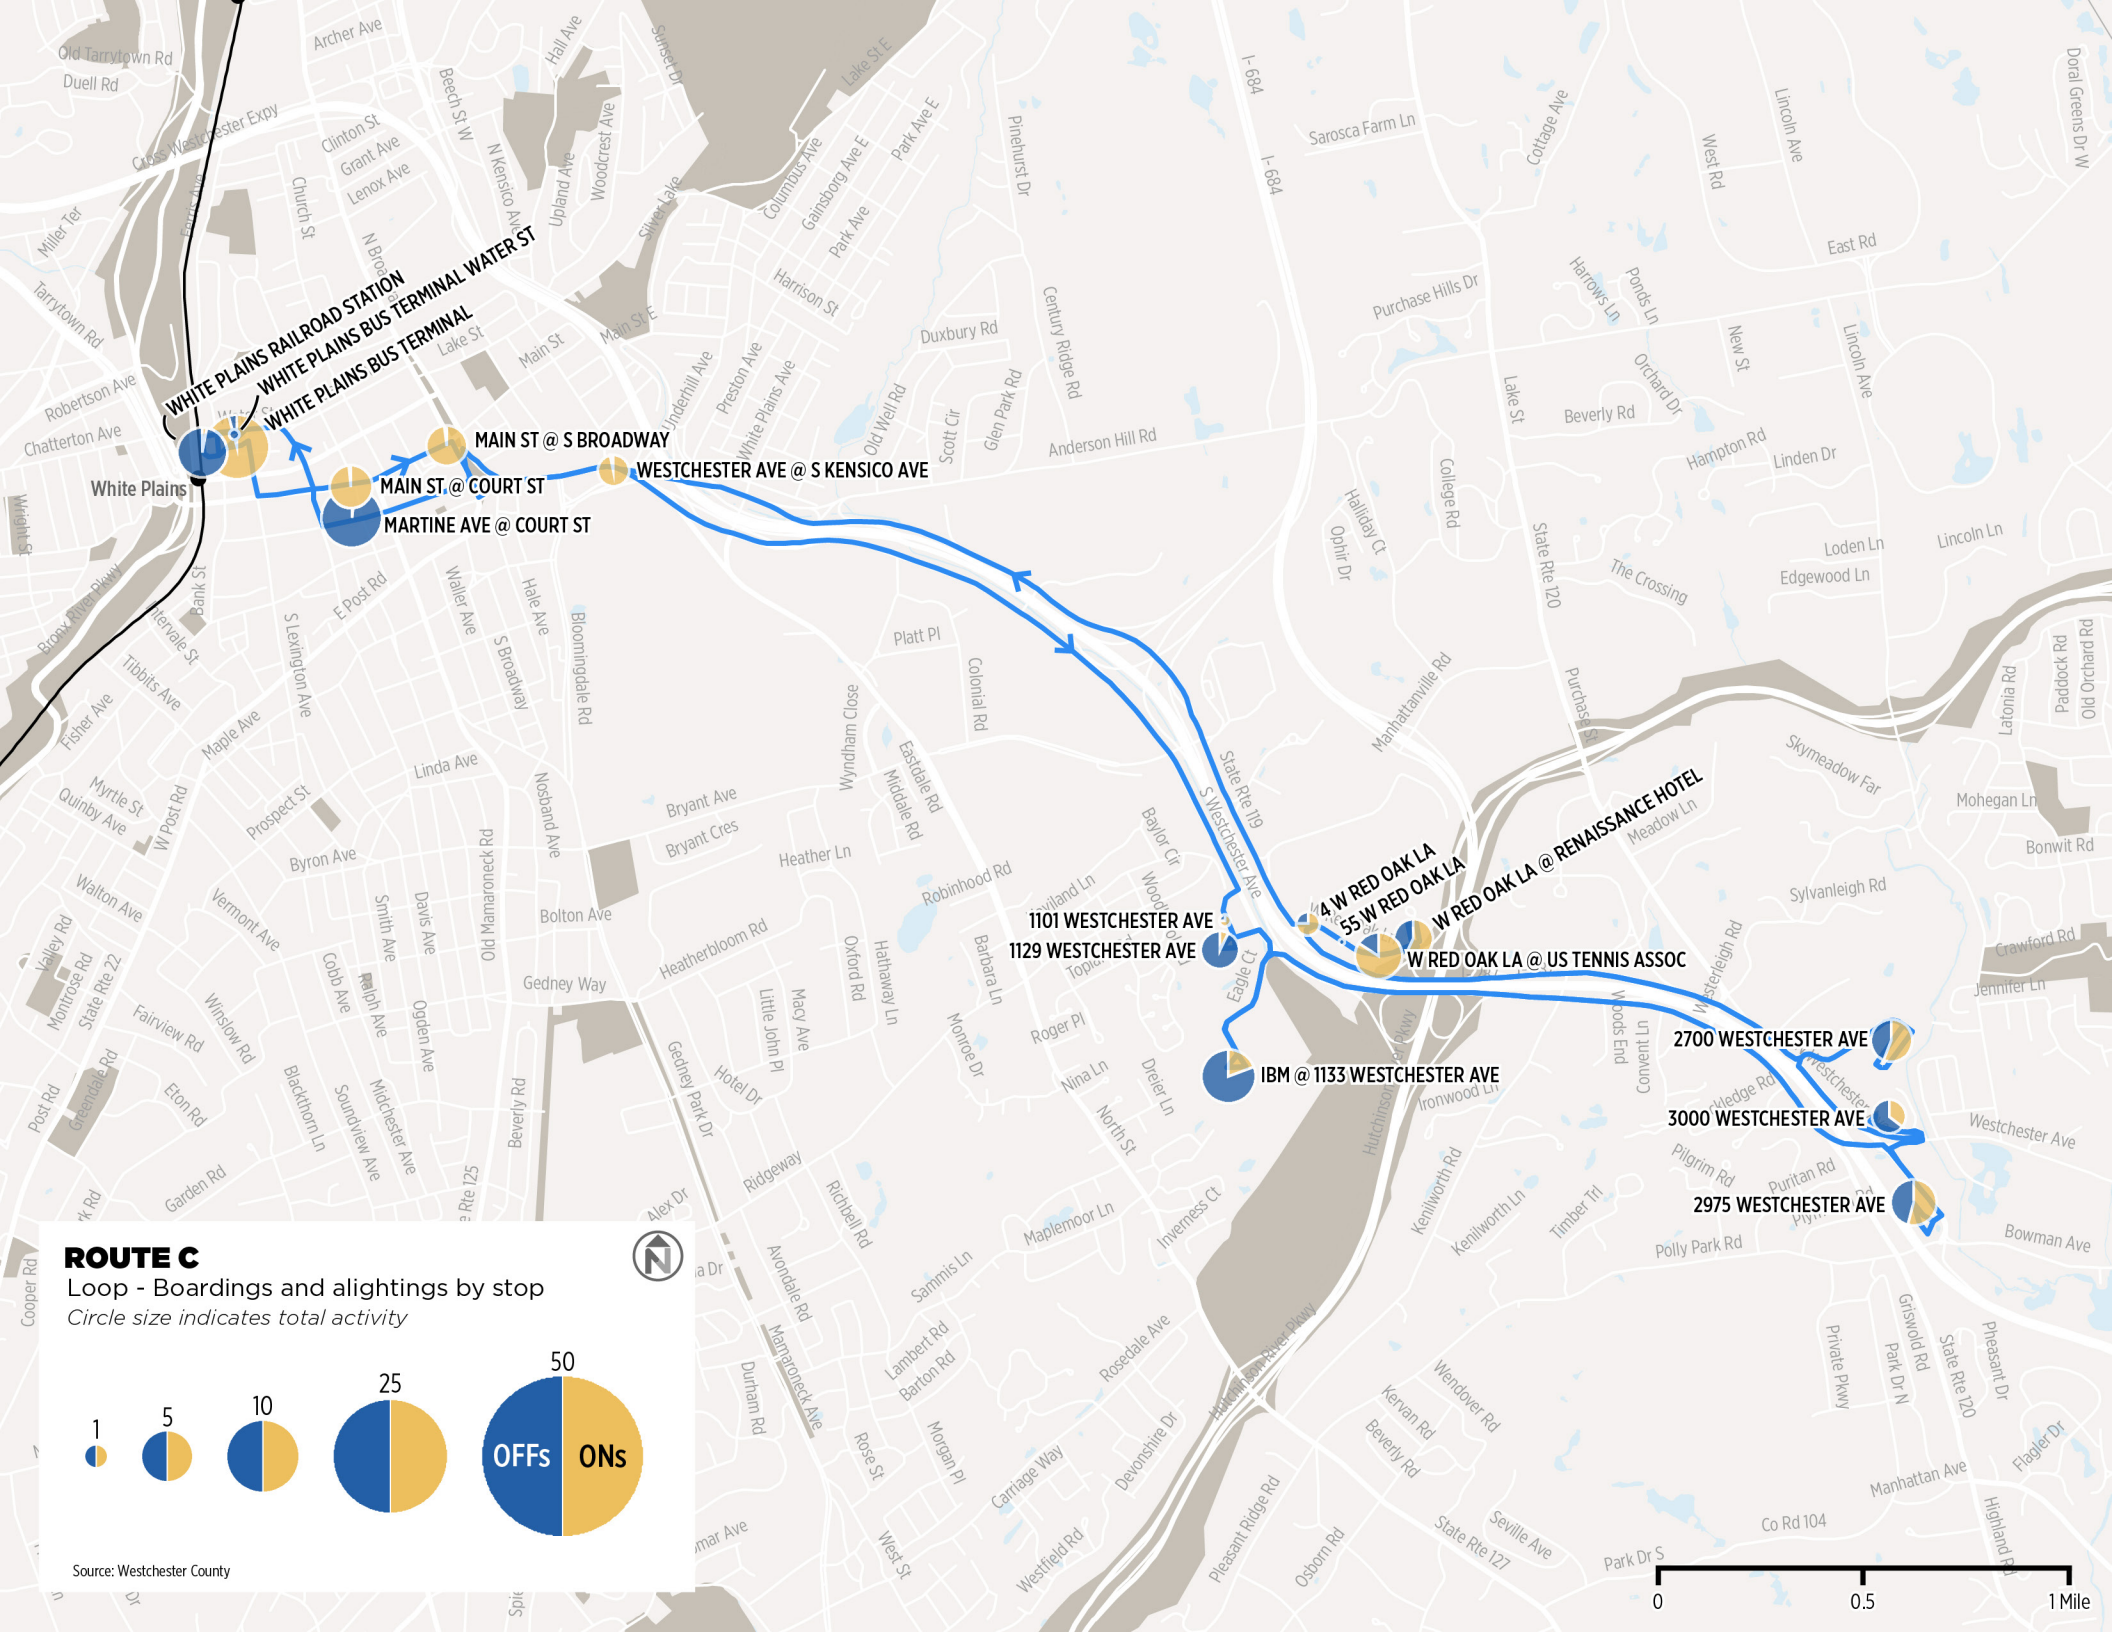 Old Tarrytown Rd
Duell Rd
Archer Ave
Hall Ave
Sunset Dr
Lake St E
Cross Westchester Expy
Clinton St
Grant Ave
Lenox Ave
Beech St W
N Kensico Ave
Upland Ave
Woodcrest Ave
Silver Lake
Columbus Ave
Gainsborg Ave E
Park Ave E
Park Ave
Pinehurst Dr
I- 684
I- 684
Sarosca Farm Ln
Cottage Ave
West Rd
Lincoln Ave
Doral Greens Dr W
East Rd
Miller Ter
Ferris Ave
Church St
Tarrytown Rd
Robertson Ave
Chatterton Ave
WHITE PLAINS RAILROAD STATION
WHITE PLAINS BUS TERMINAL WATER ST
WHITE PLAINS BUS TERMINAL
Lake St
Main St
Main St E
Harrison St
Underhill Ave
Preston Ave
White Plains Ave
Duxbury Rd
Century Ridge Rd
Old Well Rd
Scott Cir
Glen Park Rd
Anderson Hill Rd
Purchase Hills Dr
Harrows Ln
Ponds Ln
Orchard Dr
New St
Lincoln Ave
Lake St
Beverly Rd
Hampton Rd
Linden Dr
White Plains
MAIN ST @ S BROADWAY
WESTCHESTER AVE @ S KENSICO AVE
MAIN ST @ COURT ST
MARTINE AVE @ COURT ST
Wright St
Bronx River Pkwy
Bank St
E Post Rd
Waller Ave
Hale Ave
S Lexington Ave
S Broadway
Bloomingdale Rd
Tibbits Ave
Fisher Ave
Maple Ave
College Rd
Halliday Ct
Ophir Dr
State Rte 120
The Crossing
Loden Ln
Edgewood Ln
Lincoln Ln
Platt Pl
Colonial Rd
Wyndham Close
Manhattanville Rd
Purchase St
Latonia Rd
Paddock Rd
Old Orchard Rd
Linda Ave
Myrtle St
Quinby Ave
W Post Rd
Prospect St
Nosband Ave
Bryant Ave
Bryant Cres
Eastdale Rd
Middale Rd
State Rte 119
S Westchester Ave
Skymeadow Far
Mohegan Ln
Bonwit Rd
Byron Ave
Heather Ln
Robinhood Rd
Baylor Cir
Meadow Ln
Sylvanleigh Rd
Walton Ave
Vermont Ave
Smith Ave
Davis Ave
Old Mamaroneck Rd
Bolton Ave
Heatherbloom Rd
4 W RED OAK LA
55 W RED OAK LA
W RED OAK LA @ RENAISSANCE HOTEL
W RED OAK LA @ US TENNIS ASSOC
1101 WESTCHESTER AVE
1129 WESTCHESTER AVE
Valley Rd
Montrose Rd
State Rte 22
Cobb Ave
Ralph Ave
Ogden Ave
Gedney Way
Oxford Rd
Hathaway Ln
Barbara Ln
Eagle Ct
Westerleigh Rd
Crawford Rd
Jennifer Ln
Fairview Rd
Winslow Rd
Little John Pl
Macy Ave
Monroe Dr
Roger Pl
Nina Ln
Dreier Ln
IBM @ 1133 WESTCHESTER AVE
2700 WESTCHESTER AVE
Woods End
Convent Ln
Ironwood Ln
3000 WESTCHESTER AVE
Westchester Ave
Post Rd
Greendale Rd
Eton Rd
Blackthorn Ln
Soundview Ave
Midchester Ave
Beverly Rd
Gedney Park Dr
Hotel Dr
North St
Hutchinson River Pkwy
Pilgrim Rd
Puritan Rd
2975 WESTCHESTER AVE
Garden Rd
Ridgeway
Richbell Rd
Alex Dr
Maplemoor Ln
Inverness Ct
Kenilworth Rd
Kenilworth Ln
Timber Trl
Polly Park Rd
Bowman Ave
Cooper Rd
ROUTE C
Loop - Boardings and alightings by stop
Circle size indicates total activity
1
5
10
25
50
OFFs
ONs
Source: Westchester County
N
Avondale Rd
Sammis Ln
Mamaroneck Ave
Lambert Rd
Barton Rd
Durham Rd
Rosedale Ave
Hutchinson River Pkwy
Rose St
Morgan Pl
Carriage Way
Devonshire Dr
Wendover Rd
Kervan Rd
Beverly Rd
Private Pkwy
Park Dr N
Griswold Rd
State Rte 120
Pheasant Dr
Flagler Dr
Manhattan Ave
West St
Westfield Rd
Pleasant Ridge Rd
Osborn Rd
State Rte 127
Seville Ave
Park Dr S
Co Rd 104
Highland Rd
0
0.5
1 Mile